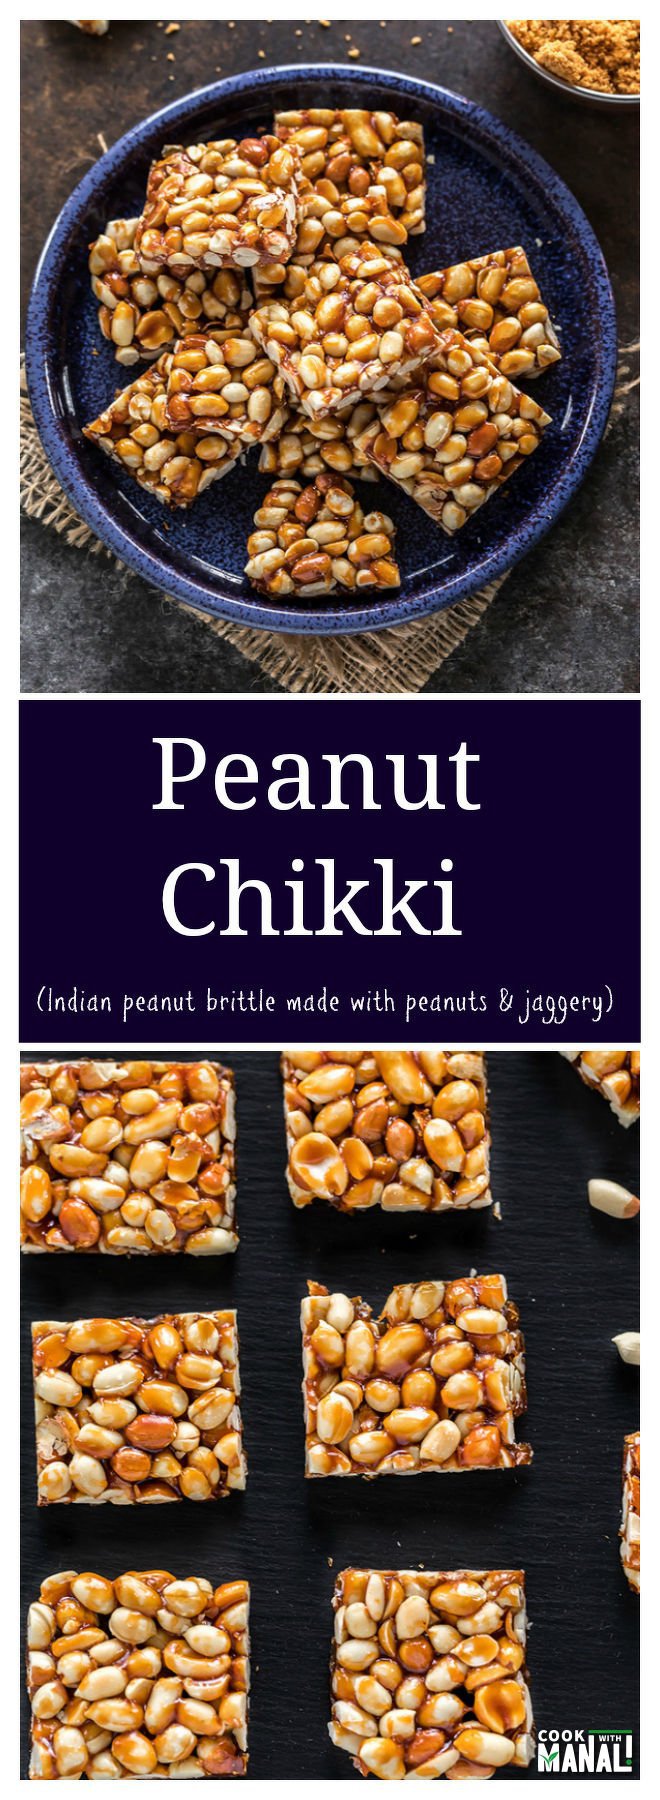 Peanut
Chikki
(Indian peanut brittle made with peanuts & jaggery)
COOK WITH
MANALI